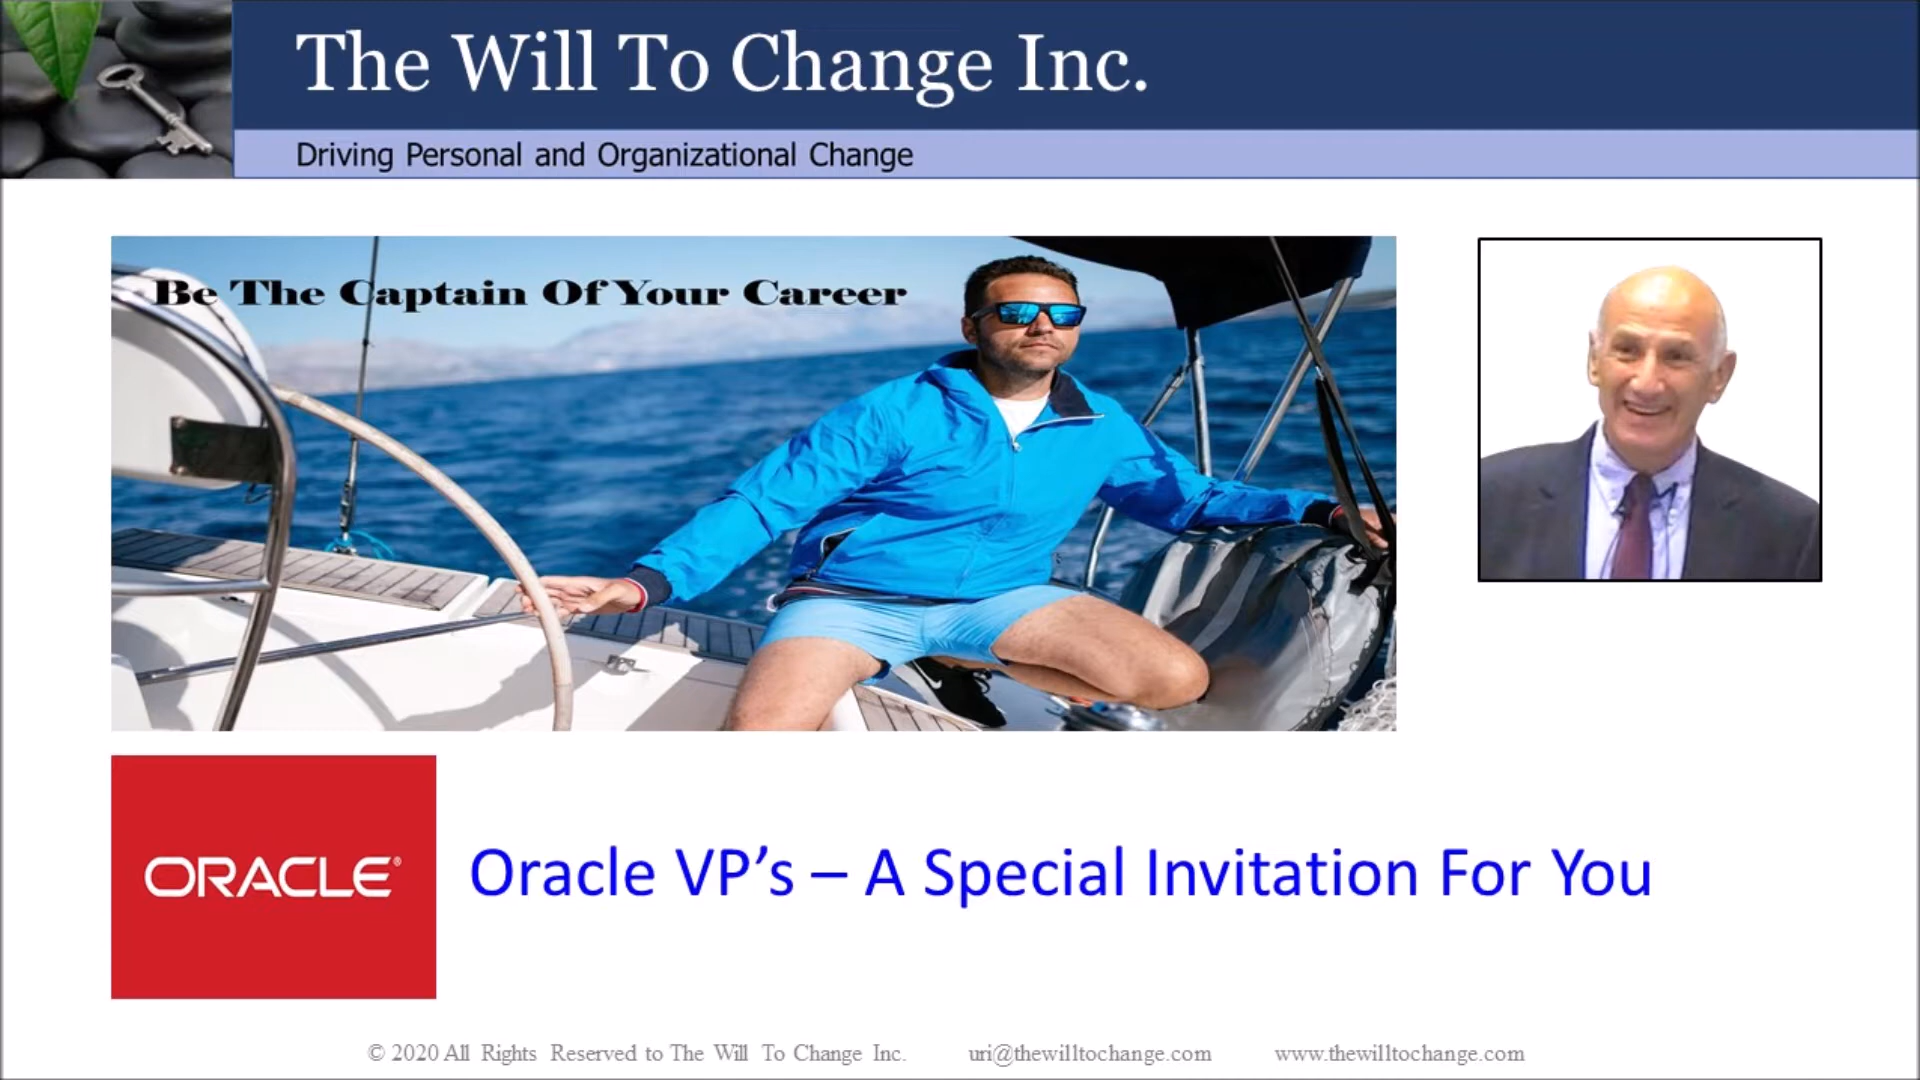 The Will To Change Inc.
Driving Personal and Organizational Change
Be The Captain Of Your Career
ORACLE®
Oracle VP’s – A Special Invitation For You
© 2020 All Rights Reserved to The Will To Change Inc. uri@thewilltochange.com www.thewilltochange.com